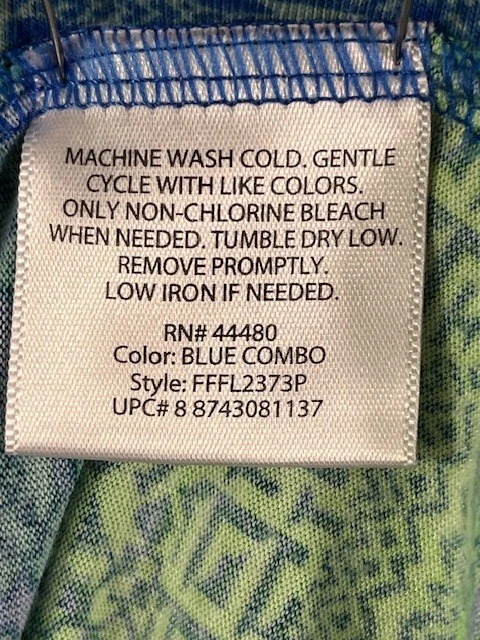 MACHINE WASH COLD. GENTLE
CYCLE WITH LIKE COLORS.
ONLY NON-CHLORINE BLEACH
WHEN NEEDED. TUMBLE DRY LOW.
REMOVE PROMPTLY.
LOW IRON IF NEEDED.
RN# 44480
Color: BLUE COMBO
Style: FFFL2373P
UPC# 8 8743081137